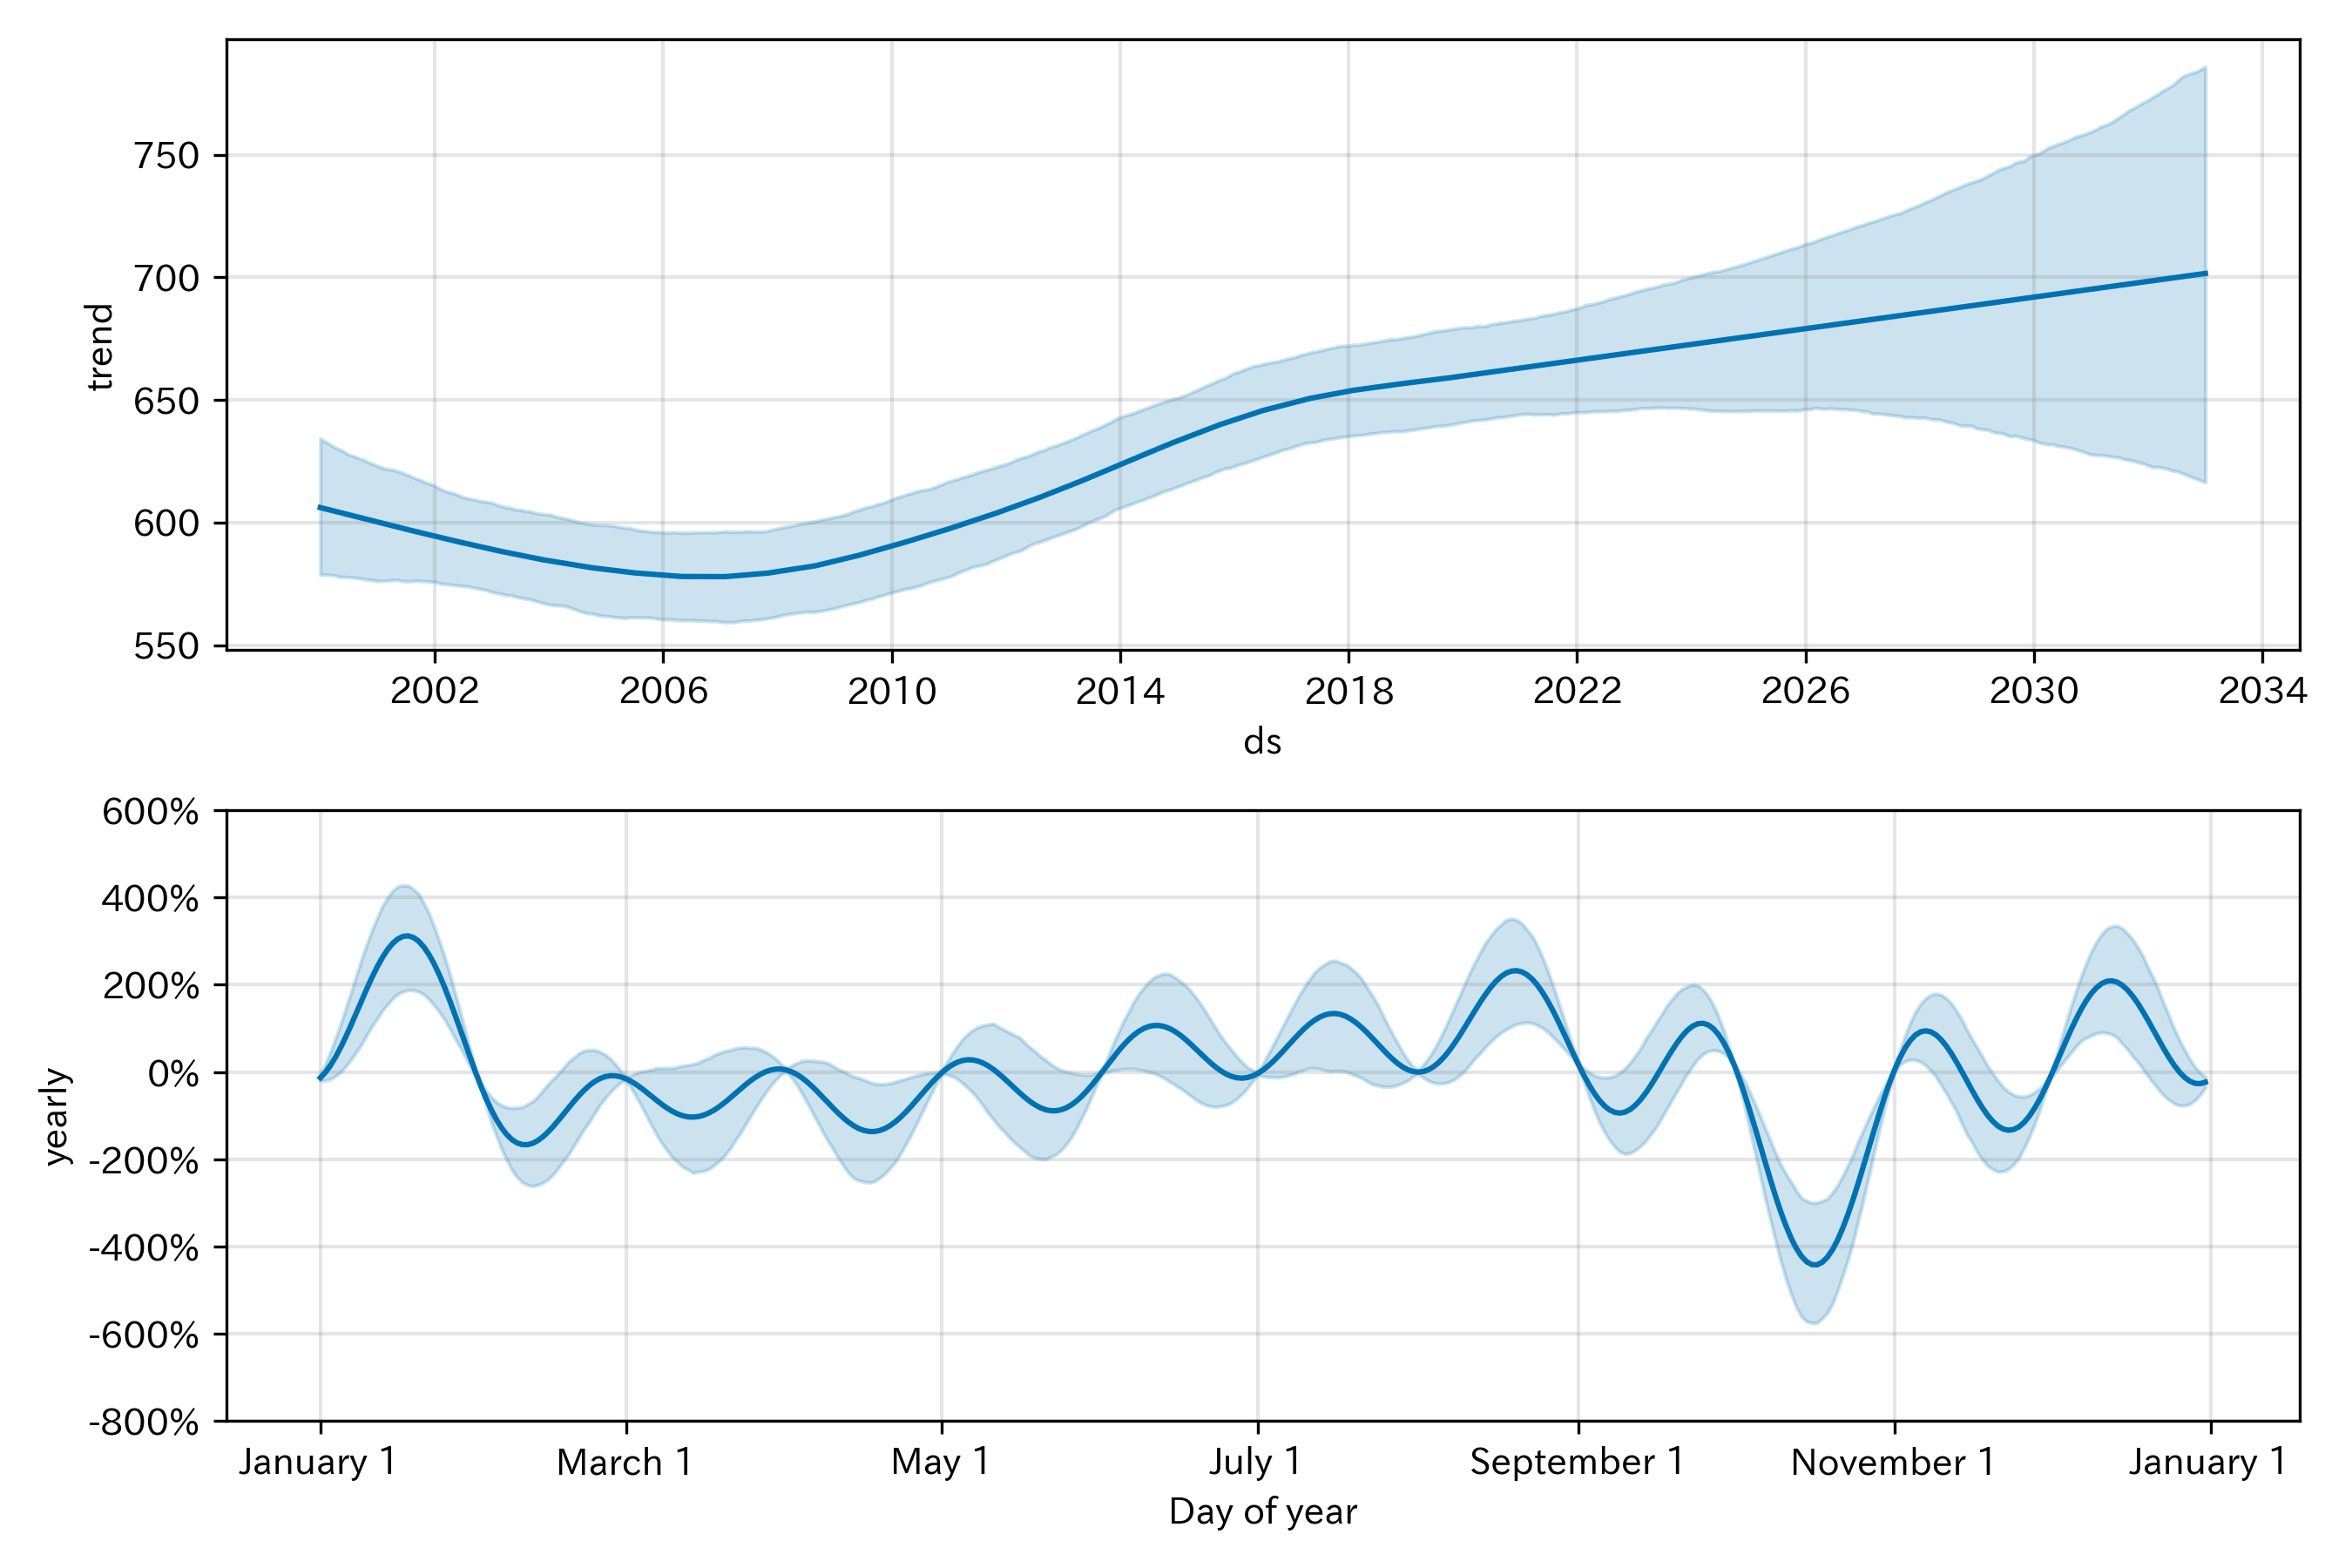 750
700
650
600
550
trend
2002 2006 2010 2014 2018 2022 2026 2030 2034
ds
600%
400%
200%
0%
-200%
-400%
-600%
-800%
yearly
January 1 March 1 May 1 July 1 September 1 November 1 January 1
Day of year